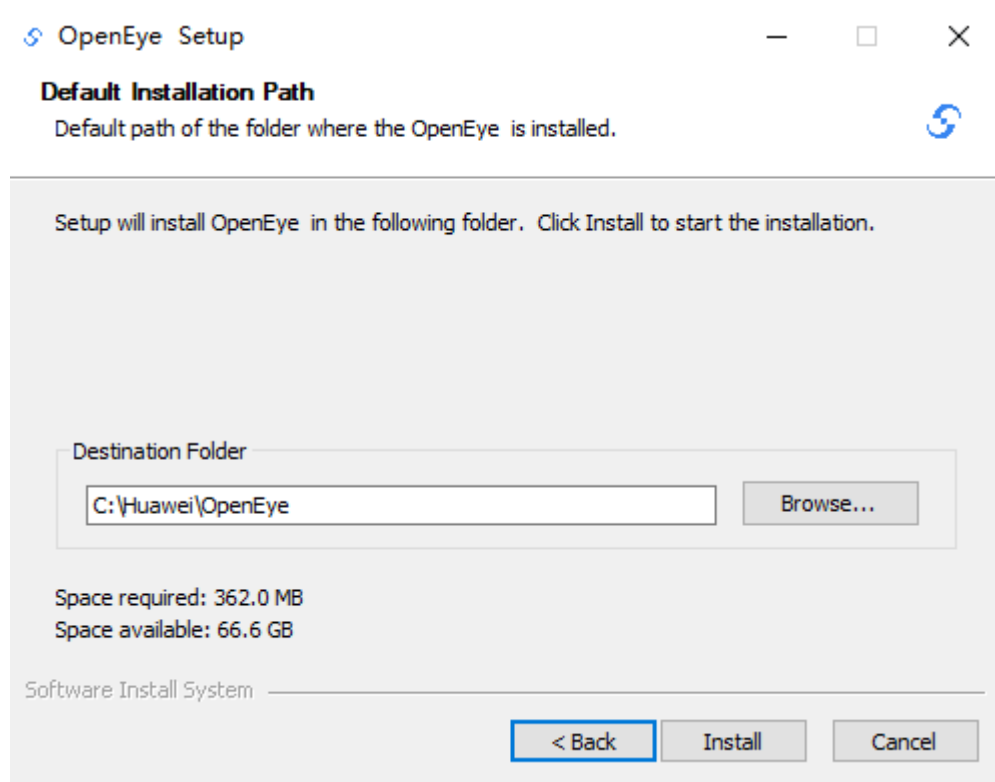 OpenEye Setup
Default Installation Path
Default path of the folder where the OpenEye is installed.
Setup will install OpenEye in the following folder. Click Install to start the installation.
Destination Folder
C:\Huawei\OpenEye
Browse...
Space required: 362.0 MB
Space available: 66.6 GB
Software Install System
< Back
Install
Cancel